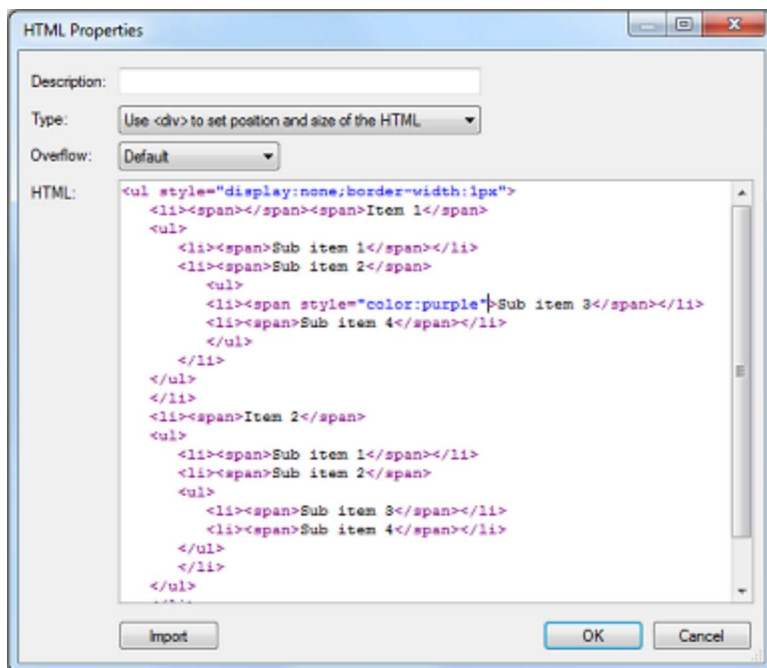 HTML Properties
Description:
Type: Use <div> to set position and size of the HTML
Overflow: Default
HTML:
<ul style="display:none;border-width:1px">
<li><span></span><span>Item 1</span>
<ul>
<li><span>Sub item 1</span></li>
<li><span>Sub item 2</span>
<ul>
<li><span style="color:purple">Sub item 3</span></li>
<li><span>Sub item 4</span></li>
</ul>
</li>
</ul>
</li>
<li><span>Item 2</span>
<ul>
<li><span>Sub item 1</span></li>
<li><span>Sub item 2</span>
<ul>
<li><span>Sub item 3</span></li>
<li><span>Sub item 4</span></li>
</ul>
</li>
</ul>
Import OK Cancel